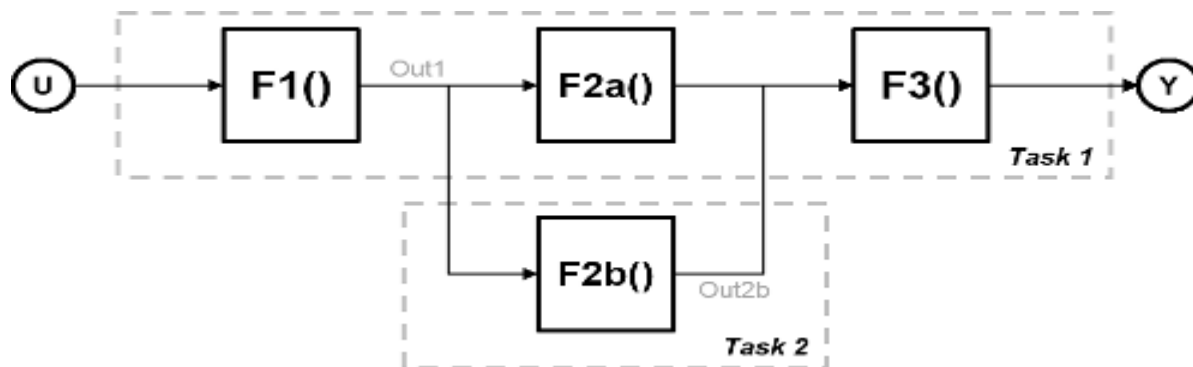 U
F1()
Out1
F2a()
F3()
Y
Task 1
F2b()
Out2b
Task 2